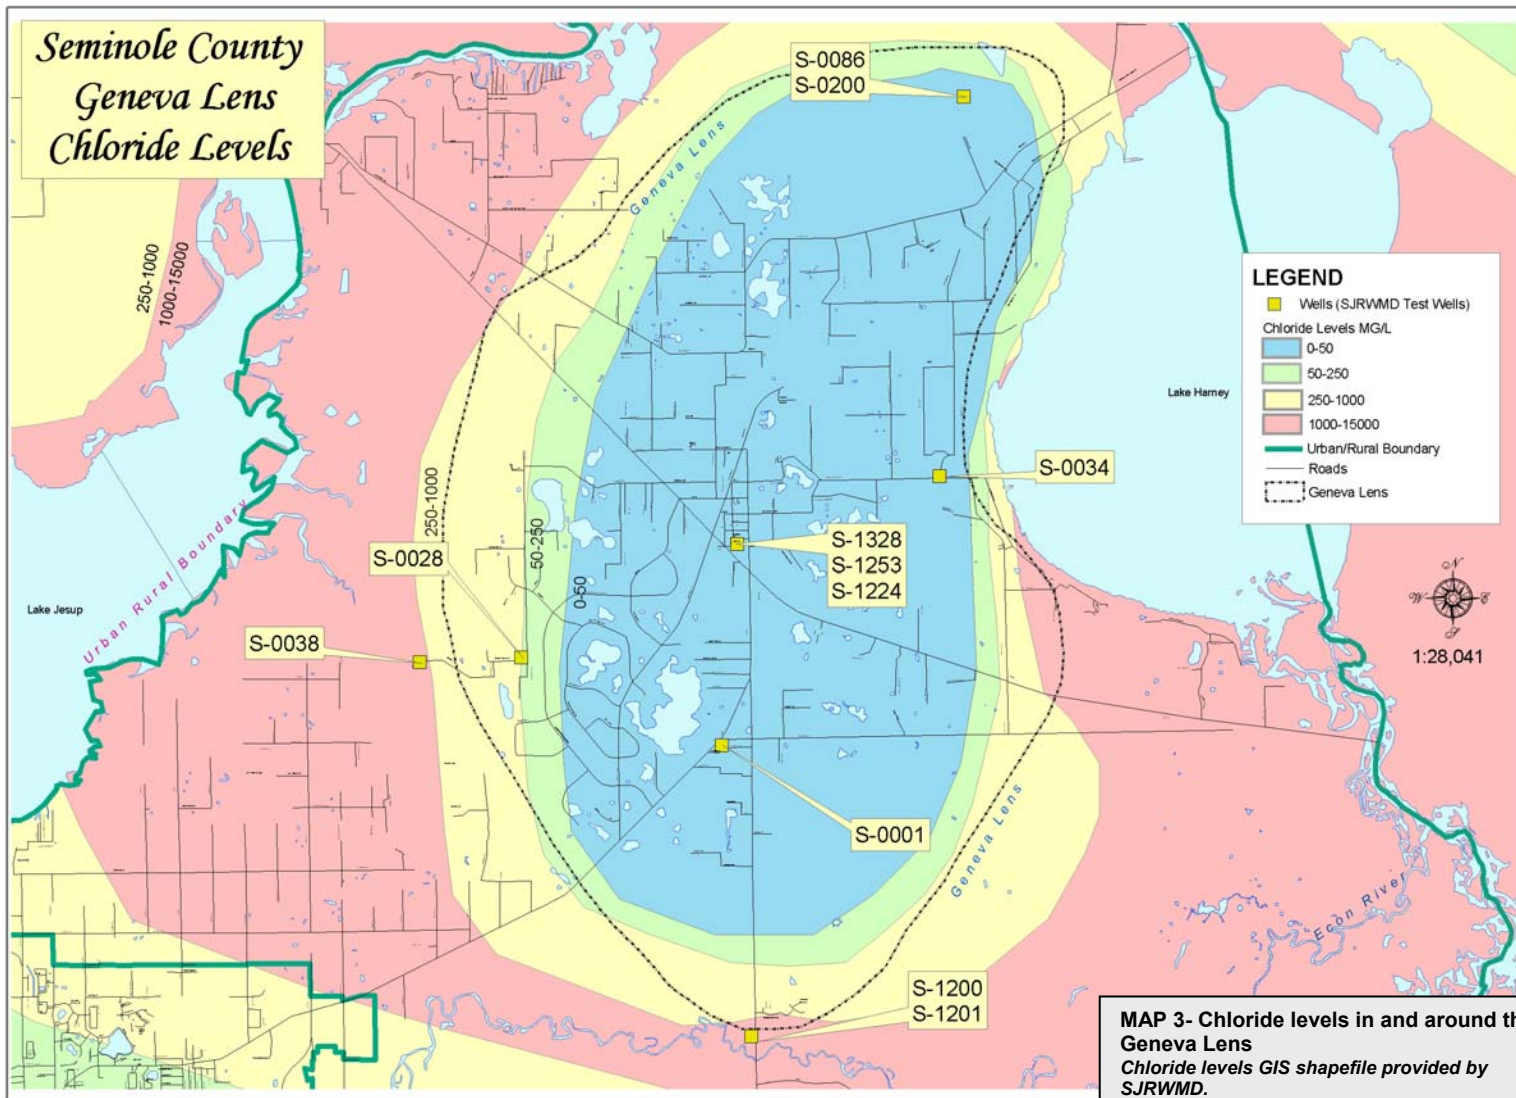 Seminole County
Geneva Lens
Chloride Levels
S-0086
S-0200
Geneva Lens
250-1000
1000-15000
LEGEND
Wells (SJRWMD Test Wells)
Chloride Levels MG/L
0-50
50-250
250-1000
1000-15000
Urban/Rural Boundary
Roads
Geneva Lens
Lake Harney
S-0034
250-1000
50-250
0-50
S-0028
S-1328
S-1253
S-1224
Urban Rural Boundary
Lake Jesup
S-0038
N
W E
S
1:28,041
S-0001
Geneva Lens
Econ River
S-1200
S-1201
MAP 3- Chloride levels in and around th
Geneva Lens
Chloride levels GIS shapefile provided by
SJRWMD.